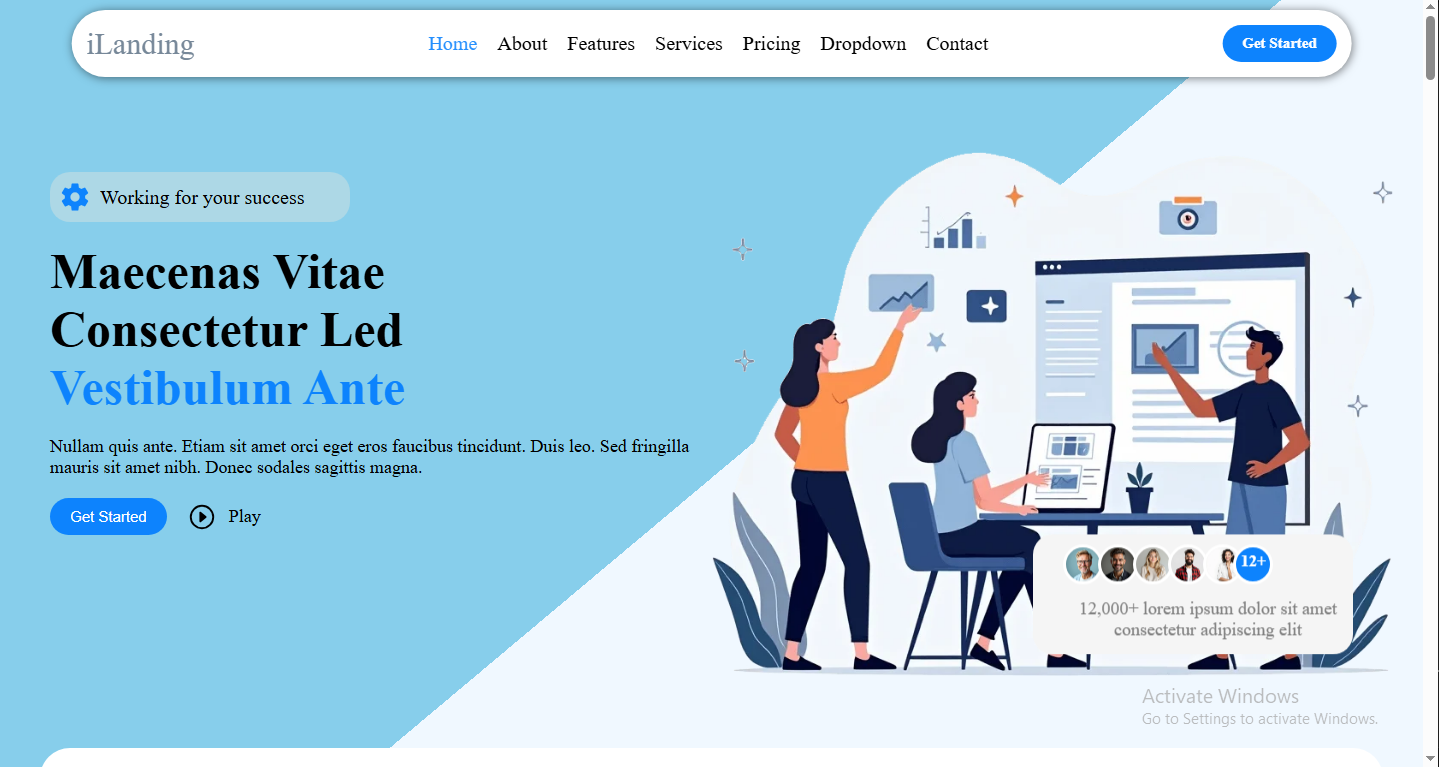 iLanding
Home About Features Services Pricing Dropdown Contact
Get Started
Working for your success
Maecenas Vitae
Consectetur Led
Vestibulum Ante
Nullam quis ante. Etiam sit amet orci eget eros faucibus tincidunt. Duis leo. Sed fringilla
mauris sit amet nibh. Donec sodales sagittis magna.
Get Started
Play
12+
12,000+ lorem ipsum dolor sit amet
consectetur adipiscing elit
Activate Windows
Go to Settings to activate Windows.